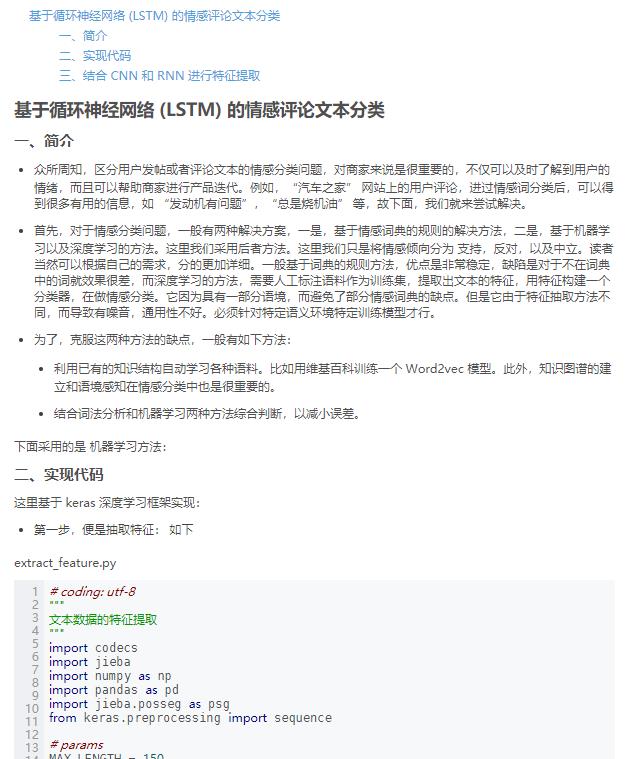 基于循环神经网络 (LSTM) 的情感评论文本分类
一、简介
二、实现代码
三、结合 CNN 和 RNN 进行特征提取
基于循环神经网络 (LSTM) 的情感评论文本分类
一、简介
• 众所周知，区分用户发帖或者评论文本的情感分类问题，对商家来说是很重要的，不仅可以及时了解到用户的
情绪，而且可以帮助商家进行产品迭代。例如，“汽车之家” 网站上的用户评论，进过情感词分类后，可以得
到很多有用的信息，如 “发动机有问题”，“总是烧机油” 等，故下面，我们就来尝试解决。
• 首先，对于情感分类问题，一般有两种解决方案，一是，基于情感词典的规则的解决方法，二是，基于机器学
习以及深度学习的方法。这里我们采用后者方法。这里我们只是将情感倾向分为 支持，反对，以及中立。读者
当然可以根据自己的需求，分的更加详细。一般基于词典的规则方法，优点是非常稳定，缺陷是对于不在词典
中的词就效果很差，而深度学习的方法，需要人工标注语料作为训练集，提取出文本的特征，用特征构建一个
分类器，在做情感分类。它因为具有一部分语境，而避免了部分情感词典的缺点。但是它由于特征抽取方法不
同，而导致有噪音，通用性不好。必须针对特定语义环境特定训练模型才行。
• 为了，克服这两种方法的缺点，一般有如下方法：
• 利用已有的知识结构自动学习各种语料。比如用维基百科训练一个 Word2vec 模型。此外，知识图谱的建
立和语境感知在情感分类中也是很重要的。
• 结合词法分析和机器学习两种方法综合判断，以减小误差。
下面采用的是 机器学习方法：
二、实现代码
这里基于 keras 深度学习框架实现：
• 第一步，便是抽取特征： 如下
extract_feature.py
1 # coding: utf-8
2 """
3 文本数据的特征提取
4 """
5 import codecs
6 import jieba
7 import numpy as np
8 import pandas as pd
9 import jieba.posseg as psg
10 from keras.preprocessing import sequence
11
12
13 # params
14 MAX_LENGTH = 150